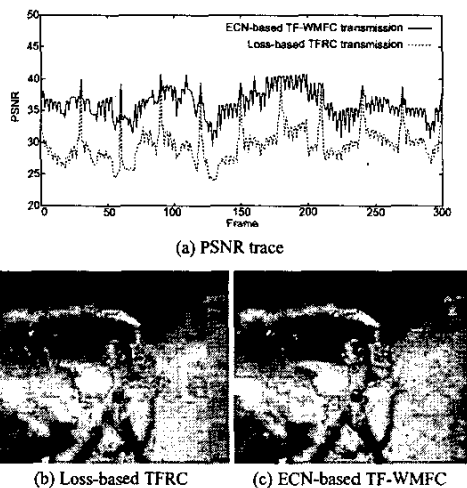 50
45
40
35
30
25
20
PSNR
ECN-based TF-WMFC transmission
Loss-based TFRC transmission
0 50 100 150 200 250 300
Frame
(a) PSNR trace
(b) Loss-based TFRC (c) ECN-based TF-WMFC